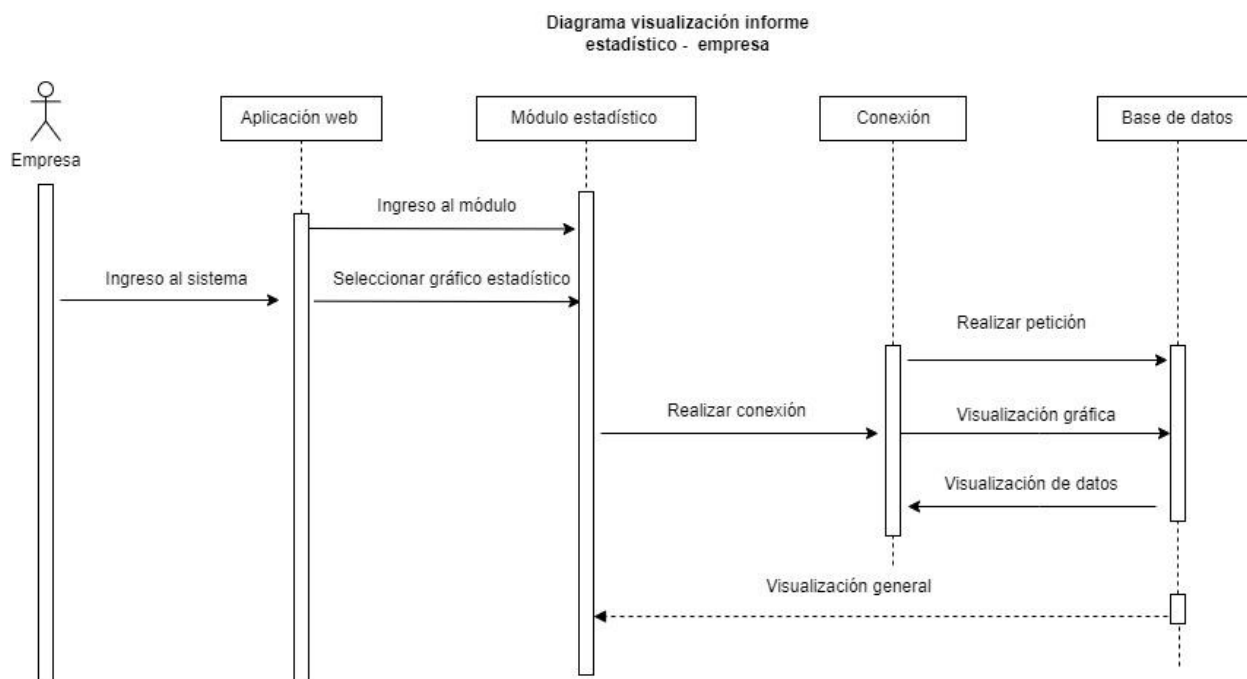 Diagrama visualización informe
estadístico - empresa
Aplicación web
Módulo estadístico
Conexión
Base de datos
Empresa
Ingreso al módulo
Ingreso al sistema
Seleccionar gráfico estadístico
Realizar petición
Realizar conexión
Visualización gráfica
Visualización de datos
Visualización general